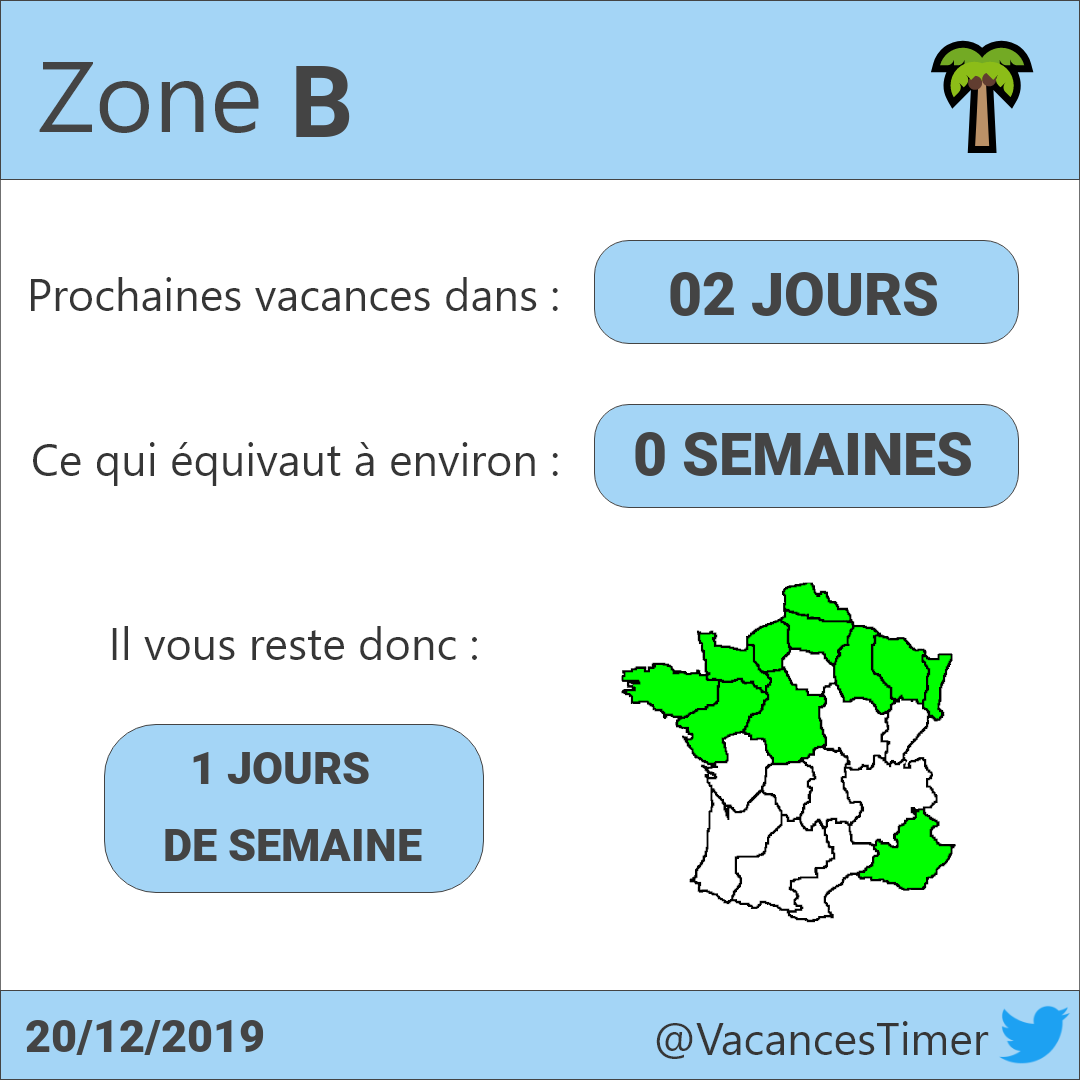 Zone B
Prochaines vacances dans :
02 JOURS
Ce qui équivaut à environ :
0 SEMAINES
Il vous reste donc :
1 JOURS
DE SEMAINE
20/12/2019
@VacancesTimer